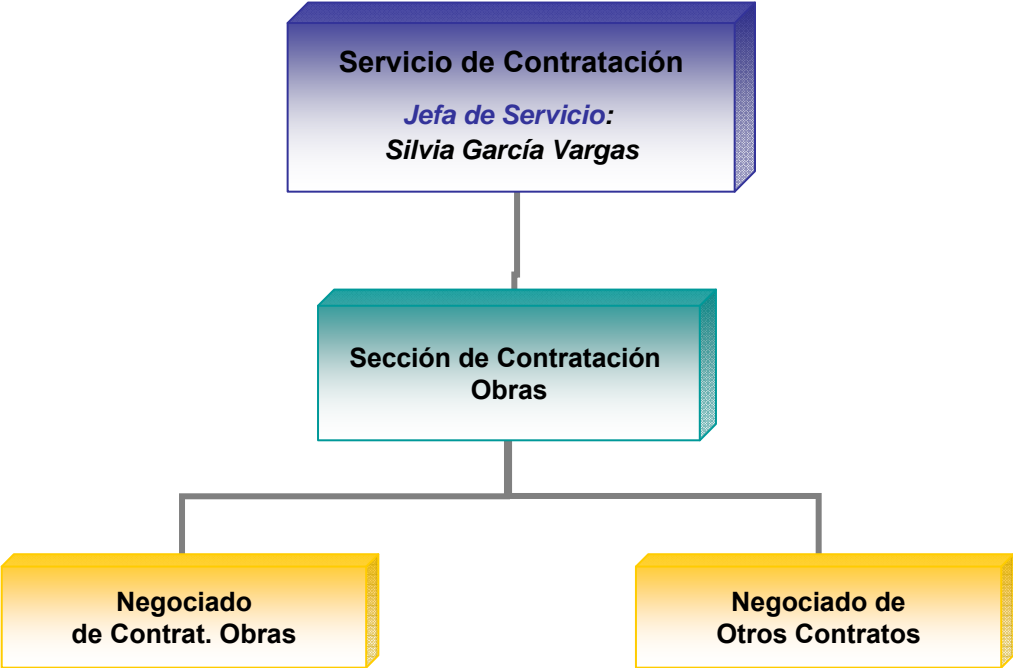 Servicio de Contratación
Jefa de Servicio:
Silvia García Vargas
Sección de Contratación
Obras
Negociado
de Contrat. Obras
Negociado de
Otros Contratos